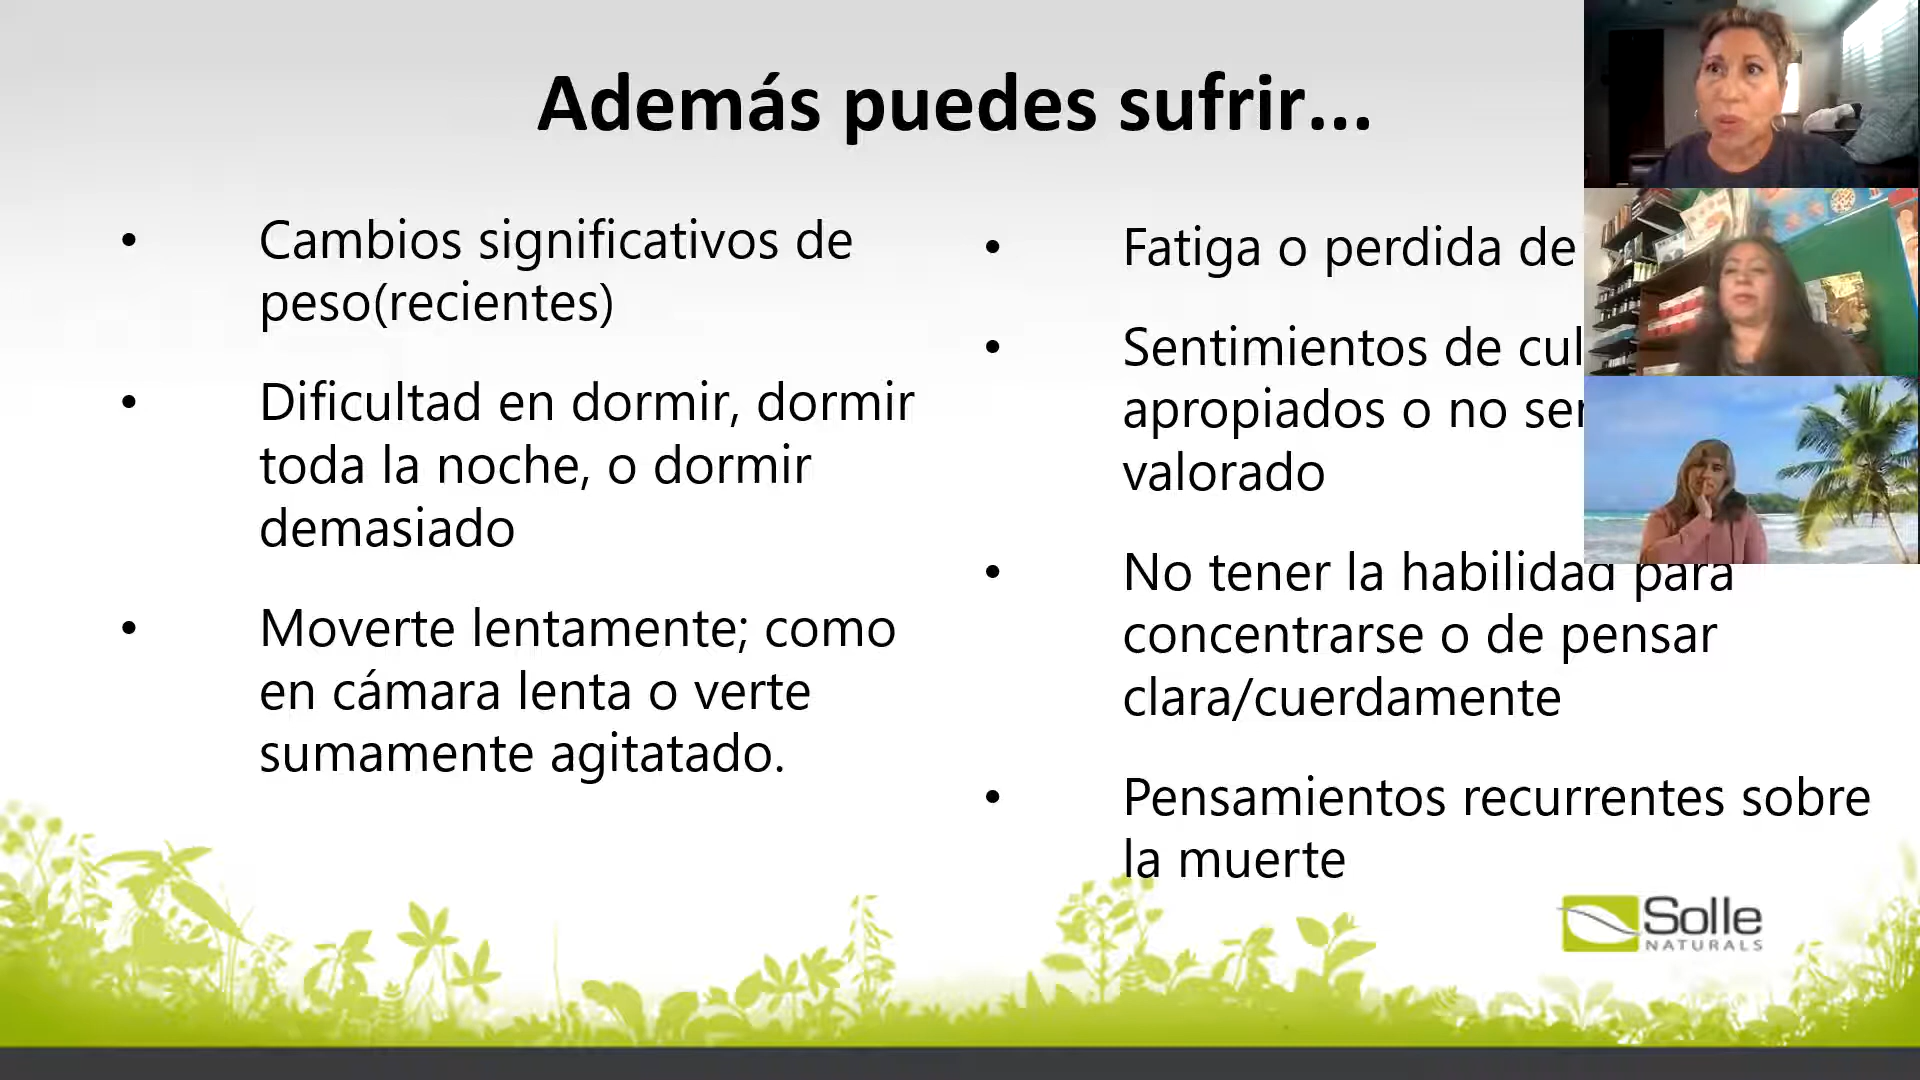 Además puedes sufrir...
• Cambios significativos de
peso(recientes)
• Dificultad en dormir, dormir
toda la noche, o dormir
demasiado
• Moverte lentamente; como
en cámara lenta o verte
sumamente agitatado.
• Fatiga o perdida de
• Sentimientos de
apropiados o no
valorado
• No tener la habilidad para
concentrarse o de pensar
clara/cuerdamente
• Pensamientos recurrentes sobre
la muerte
Solle
NATURALS